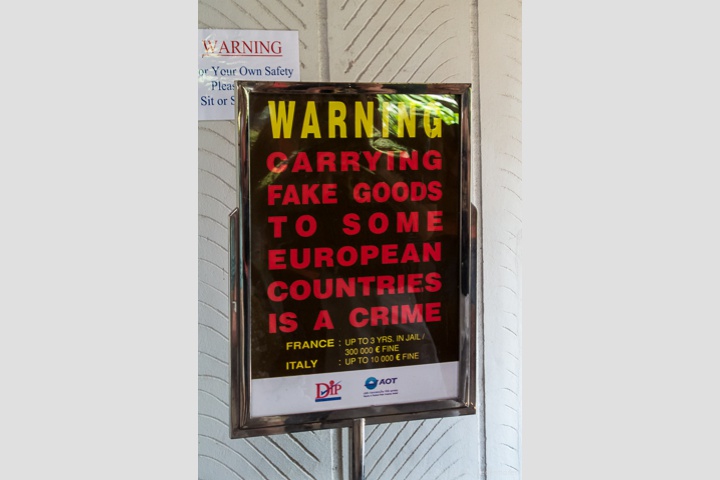 WARNING
or Your Own Safety
Sit or
WARNING
CARRYING
FAKE GOODS
TO SOME
EUROPEAN
COUNTRIES
IS A CRIME
FRANCE : UP TO 3 YRS. IN JAIL /
300 000 € FINE
ITALY : UP TO 10 000 € FINE
DIP
AOT